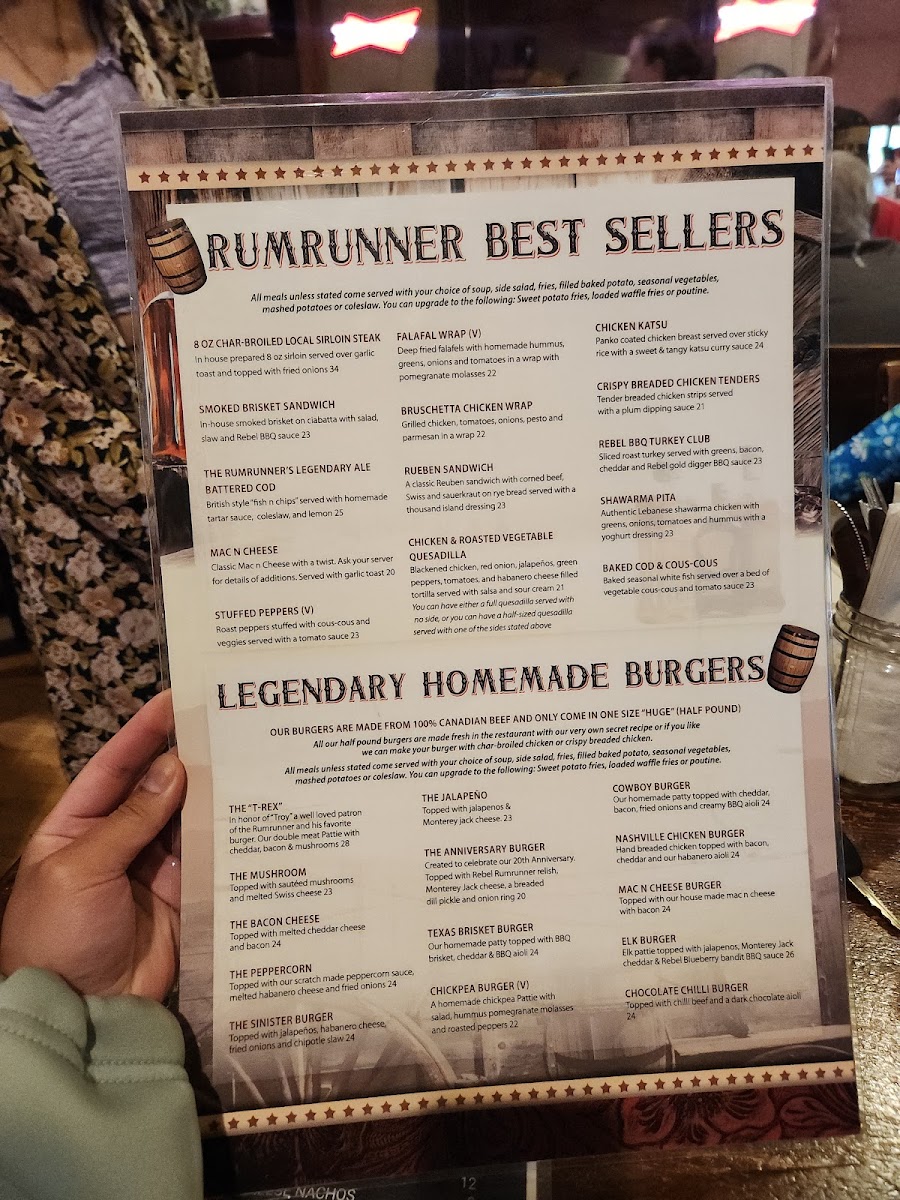 RUMRUNNER BEST SELLERS
All meals unless stated come served with your choice of soup, side salad, fries, filled baked potato, seasonal vegetables,
mashed potatoes or coleslaw. You can upgrade to the following: Sweet potato fries, loaded waffle fries or poutine.
8 OZ CHAR-BROILED LOCAL SIRLOIN STEAK
In house prepared 8 oz sirloin served over garlic
toast and topped with fried onions 34
SMOKED BRISKET SANDWICH
In-house smoked brisket on ciabatta with salad,
slaw and Rebel BBQ sauce 23
THE RUMRUNNER'S LEGENDARY ALE
BATTERED COD
British style "fish n chips" served with homemade
tartar sauce, coleslaw, and lemon 25
MAC N CHEESE
Classic Mac n Cheese with a twist. Ask your server
for details of additions. Served with garlic toast 20
STUFFED PEPPERS (V)
Roast peppers stuffed with cous-cous and
veggies served with a tomato sauce 23
FALAFAL WRAP (V)
Deep fried falafels with homemade hummus,
greens, onions and tomatoes in a wrap with
pomegranate molasses 22
BRUSCHETTA CHICKEN WRAP
Grilled chicken, tomatoes, onions, pesto and
parmesan in a wrap 22
RUEBEN SANDWICH
A classic Reuben sandwich with corned beef,
Swiss and sauerkraut on rye bread served with a
thousand island dressing 23
CHICKEN & ROASTED VEGETABLE
QUESADILLA
Blackened chicken, red onion, jalapeños, green
peppers, tomatoes, and habanero cheese filled
tortilla served with salsa and sour cream 21
You can have either a full quesadilla served with
no side, or you can have a half-sized quesadilla
served with one of the sides stated above
CHICKEN KATSU
Panko coated chicken breast served over sticky
rice with a sweet & tangy katsu curry sauce 24
CRISPY BREADED CHICKEN TENDERS
Tender breaded chicken strips served
with a plum dipping sauce 21
REBEL BBQ TURKEY CLUB
Sliced roast turkey served with greens, bacon,
cheddar and Rebel gold digger BBQ sauce 23
SHAWARMA PITA
Authentic Lebanese shawarma chicken with
greens, onions, tomatoes and hummus with a
yoghurt dressing 23
BAKED COD & COUS-COUS
Baked seasonal white fish served over a bed of
vegetable cous-cous and tomato sauce 23
LEGENDARY HOMEMADE BURGERS
OUR BURGERS ARE MADE FROM 100% CANADIAN BEEF AND ONLY COME IN ONE SIZE "HUGE" (HALF POUND)
All our half pound burgers are made fresh in the restaurant with our very own secret recipe or if you like
we can make your burger with char-broiled chicken or crispy breaded chicken.
All meals unless stated come served with your choice of soup, side salad, fries, filled baked potato, seasonal vegetables,
mashed potatoes or coleslaw. You can upgrade to the following: Sweet potato fries, loaded waffle fries or poutine.
THE "T-REX"
In honor of "Troy" a well loved patron
of the Rumrunner and his favorite
burger. Our double meat Pattie with
cheddar, bacon & mushrooms 28
THE MUSHROOM
Topped with sautéed mushrooms
and melted Swiss cheese 23
THE BACON CHEESE
Topped with melted cheddar cheese
and bacon 24
THE PEPPERCORN
Topped with our scratch made peppercorn sauce,
melted habanero cheese and fried onions 24
THE SINISTER BURGER
Topped with jalapeños, habanero cheese,
fried onions and chipotle slaw 24
THE JALAPEÑO
Topped with jalapenos &
Monterey jack cheese. 23
THE ANNIVERSARY BURGER
Created to celebrate our 20th Anniversary.
Topped with Rebel Rumrunner relish,
Monterey Jack cheese, a breaded
dill pickle and onion ring 20
TEXAS BRISKET BURGER
Our homemade patty topped with BBQ
brisket, cheddar & BBQ aioli 24
CHICKPEA BURGER (V)
A homemade chickpea Pattie with
salad, hummus pomegranate molasses
and roasted peppers 22
COWBOY BURGER
Our homemade patty topped with cheddar,
bacon, fried onions and creamy BBQ aioli 24
NASHVILLE CHICKEN BURGER
Hand breaded chicken topped with bacon,
cheddar and our habanero aioli 24
MAC N CHEESE BURGER
Topped with our house made mac n cheese
with bacon 24
ELK BURGER
Elk pattie topped with jalapenos, Monterey Jack
cheddar & Rebel Blueberry bandit BBQ sauce 26
CHOCOLATE CHILLI BURGER
Topped with chilli beef and a dark chocolate aioli
24
NACHOS
12